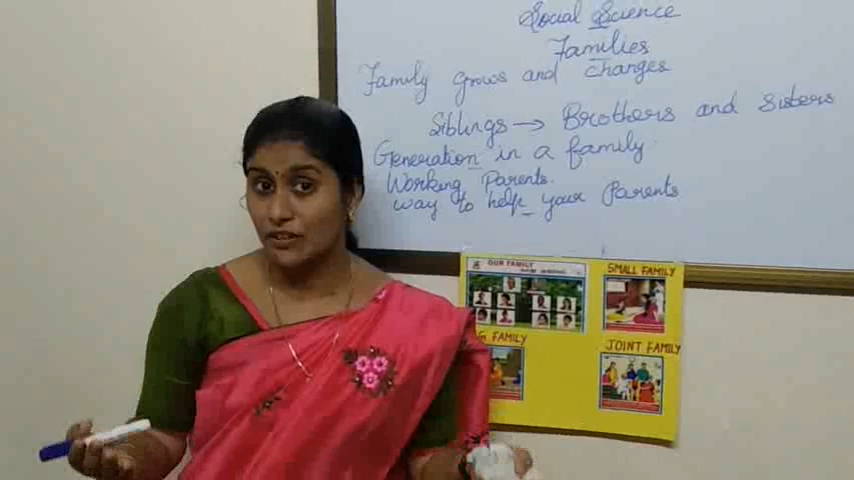 Social Science
Families
Family grows and changes
Siblings → Brothers and sisters
Generation in a family
Working Parents.
way to help your Parents
OUR FAMILY
SMALL FAMILY
FAMILY
JOINT FAMILY